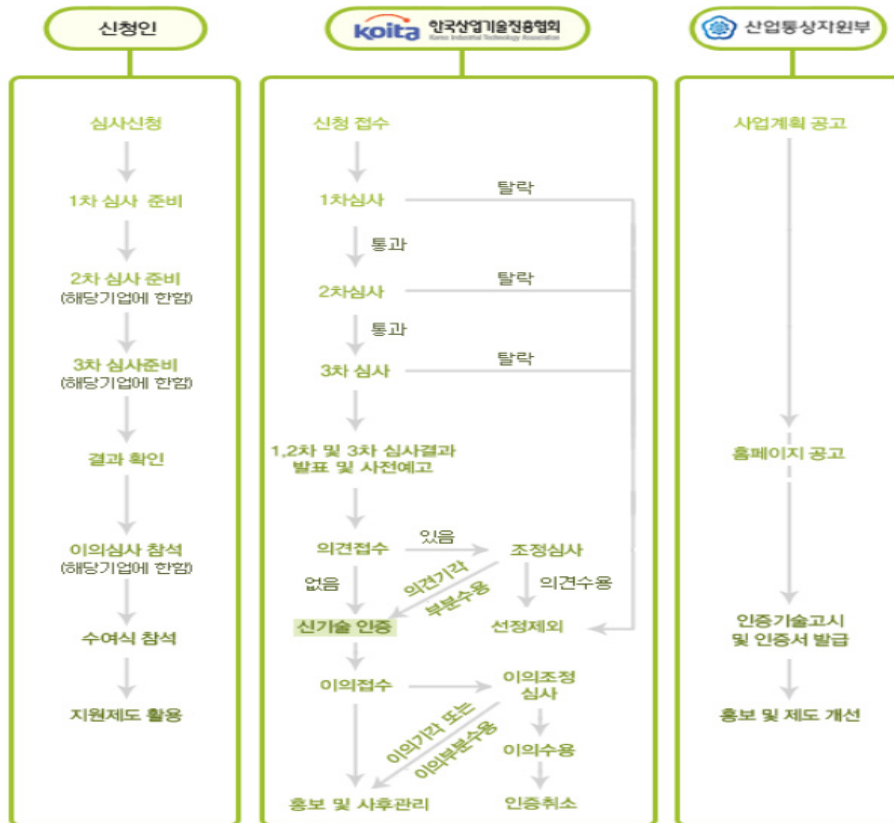 신청인
심사신청
1차 심사 준비
2차 심사 준비
(해당기업에 한함)
3차 심사준비
(해당기업에 한함)
결과 확인
이의심사 참석
(해당기업에 한함)
수여식 참석
지원제도 활용
koita 한국산업기술진흥협회
Korea Industrial Technology Association
신청 접수
1차심사
탈락
통과
2차심사
탈락
통과
3차 심사
탈락
1,2차 및 3차 심사결과
발표 및 사전예고
의견접수
있음
조정심사
없음
의견기각
부분수용
의견수용
신기술 인증
선정제외
이의접수
이의조정
심사
이의기각 또는
이의부분수용
이의수용
홍보 및 사후관리
인증취소
산업통상자원부
사업계획 공고
홈페이지 공고
인증기술고시
및 인증서 발급
홍보 및 제도 개선